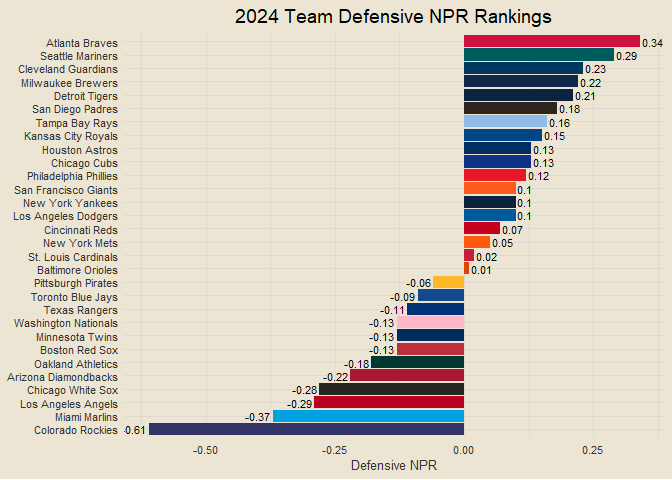 2024 Team Defensive NPR Rankings
Atlanta Braves 0.34
Seattle Mariners 0.29
Cleveland Guardians 0.23
Milwaukee Brewers 0.22
Detroit Tigers 0.21
San Diego Padres 0.18
Tampa Bay Rays 0.16
Kansas City Royals 0.15
Houston Astros 0.13
Chicago Cubs 0.13
Philadelphia Phillies 0.12
San Francisco Giants 0.1
New York Yankees 0.1
Los Angeles Dodgers 0.1
Cincinnati Reds 0.07
New York Mets 0.05
St. Louis Cardinals 0.02
Baltimore Orioles 0.01
Pittsburgh Pirates -0.06
Toronto Blue Jays -0.09
Texas Rangers -0.11
Washington Nationals -0.13
Minnesota Twins -0.13
Boston Red Sox -0.13
Oakland Athletics -0.18
Arizona Diamondbacks -0.22
Chicago White Sox -0.28
Los Angeles Angels -0.29
Miami Marlins -0.37
Colorado Rockies -0.61
-0.50 -0.25 0.00 0.25
Defensive NPR